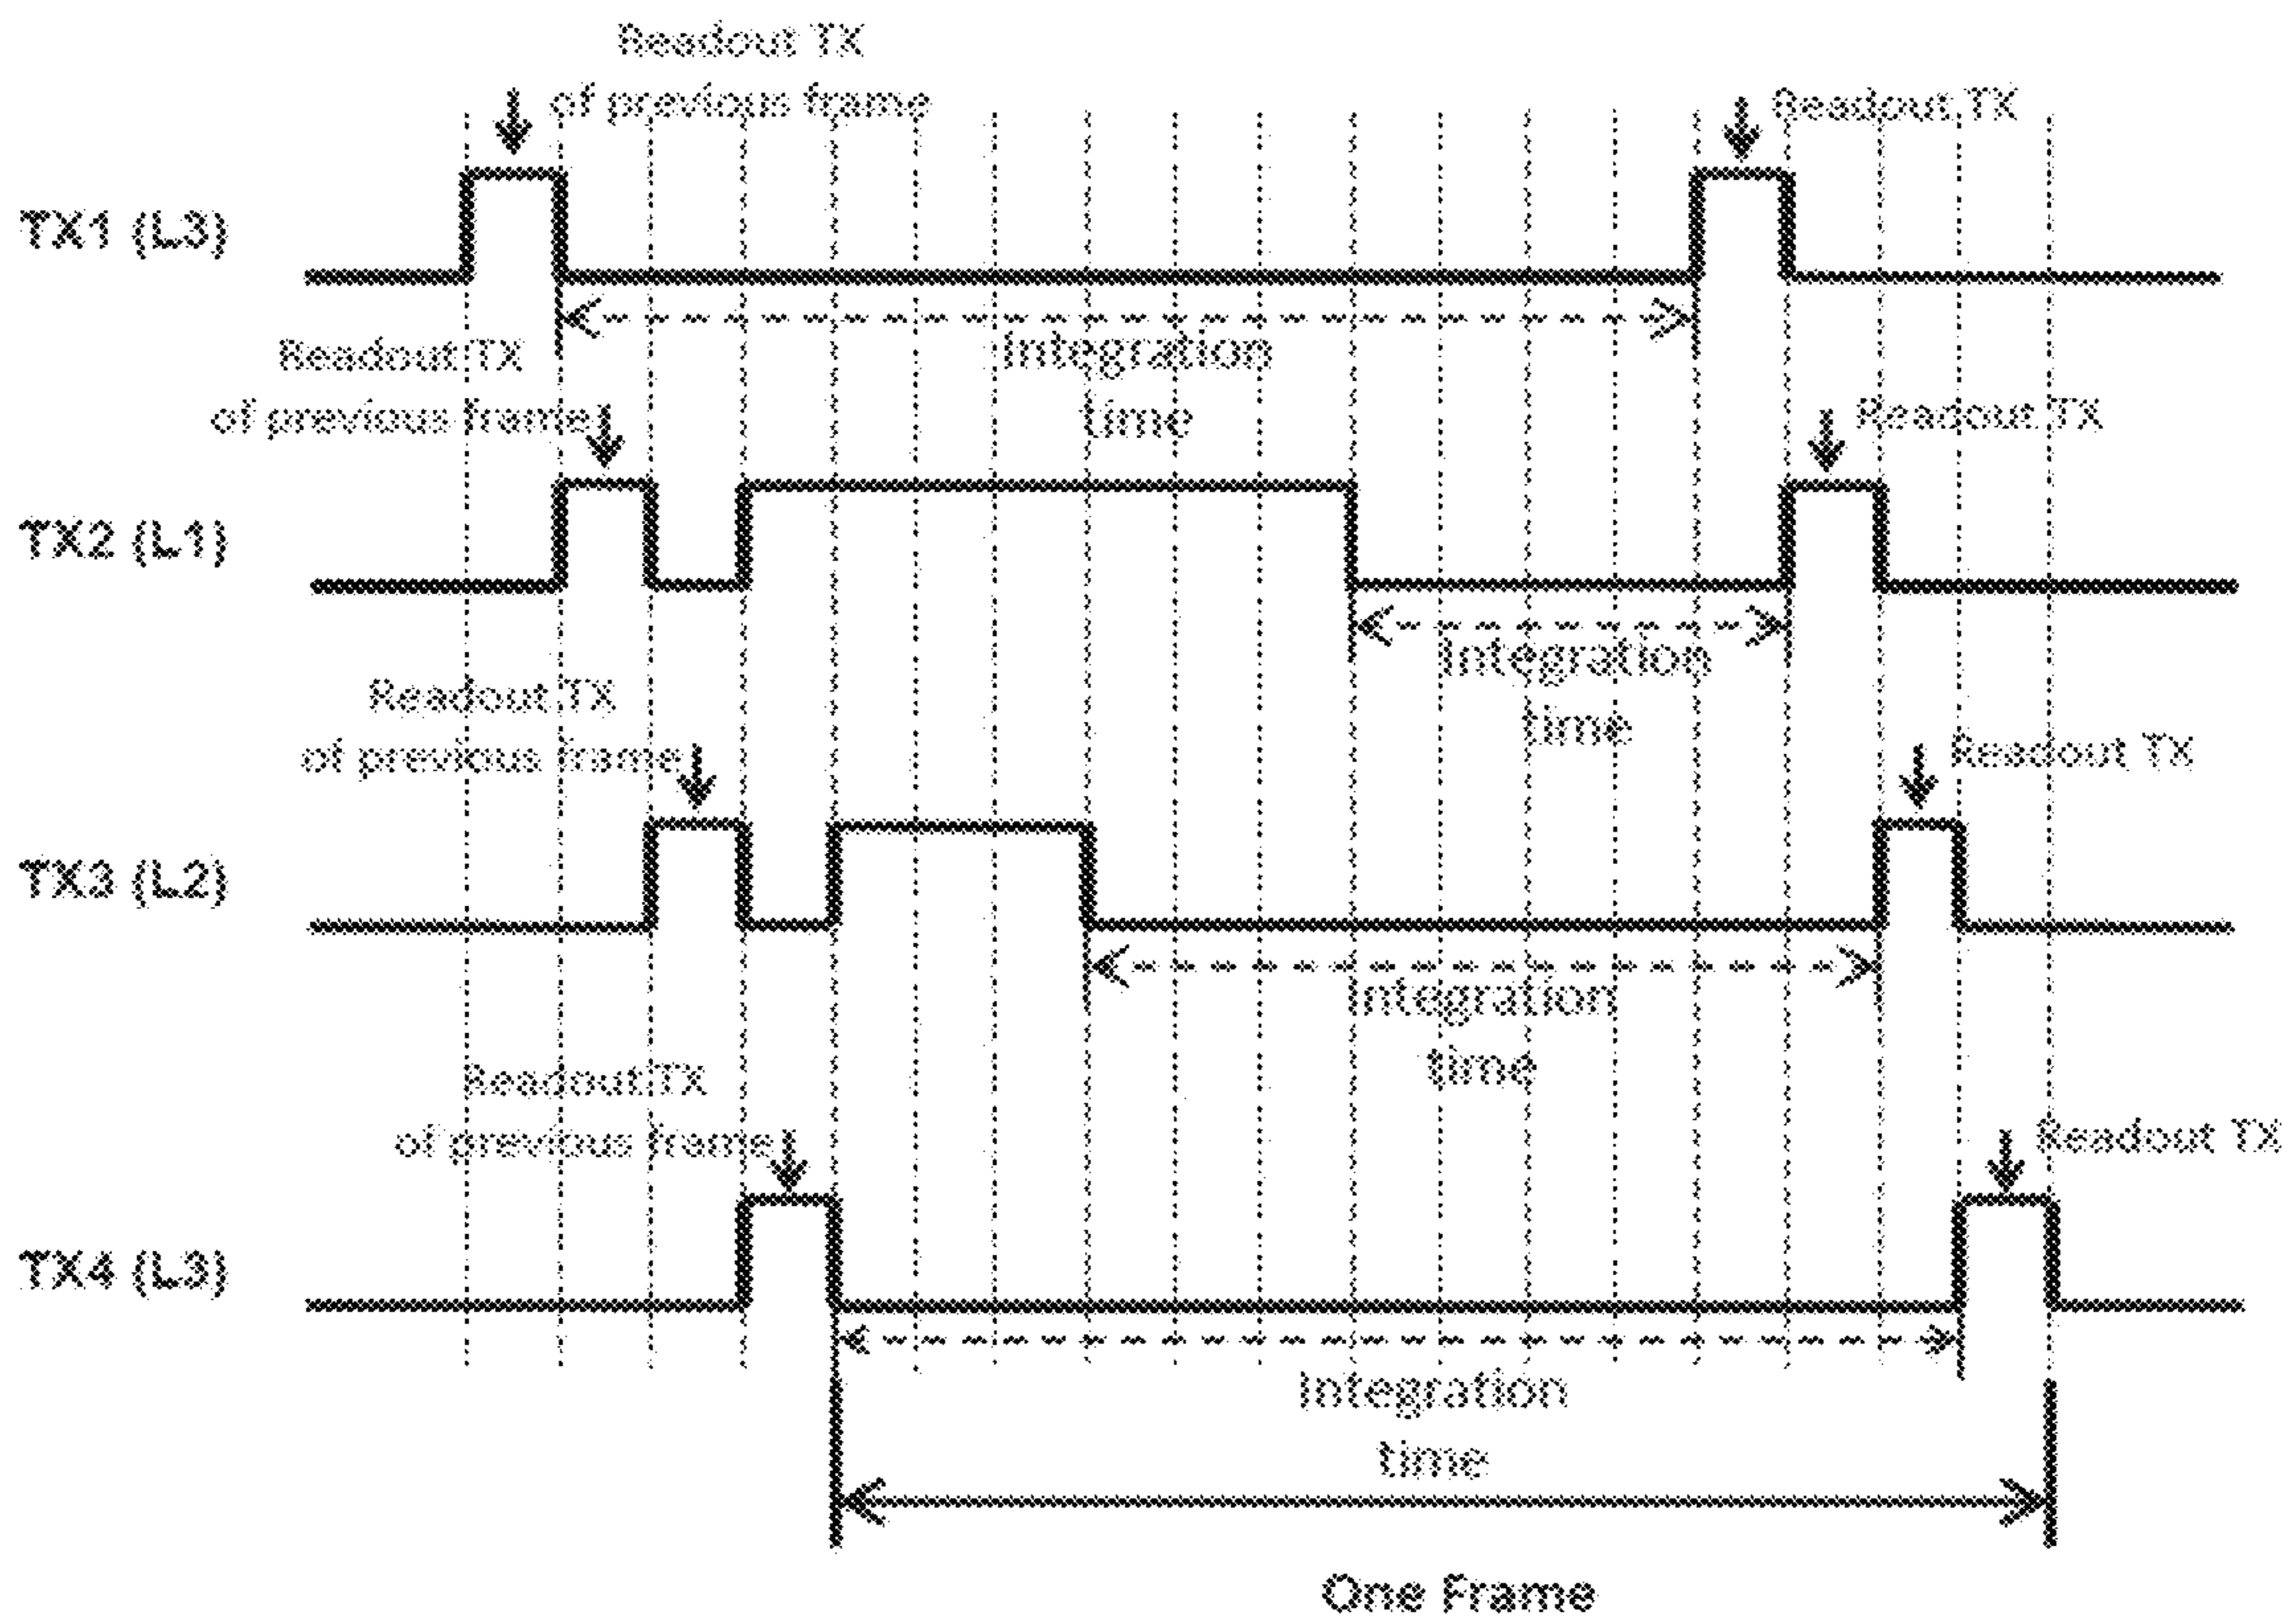 Readout TX
of previous frame
Readout TX
TX1 (L3)
Integration
time
Readout TX
of previous frame
Readout TX
TX2 (L1)
Integration
time
Readout TX
of previous frame
Readout TX
TX3 (L2)
Integration
time
Readout TX
of previous frame
Readout TX
TX4 (L3)
Integration
time
One Frame